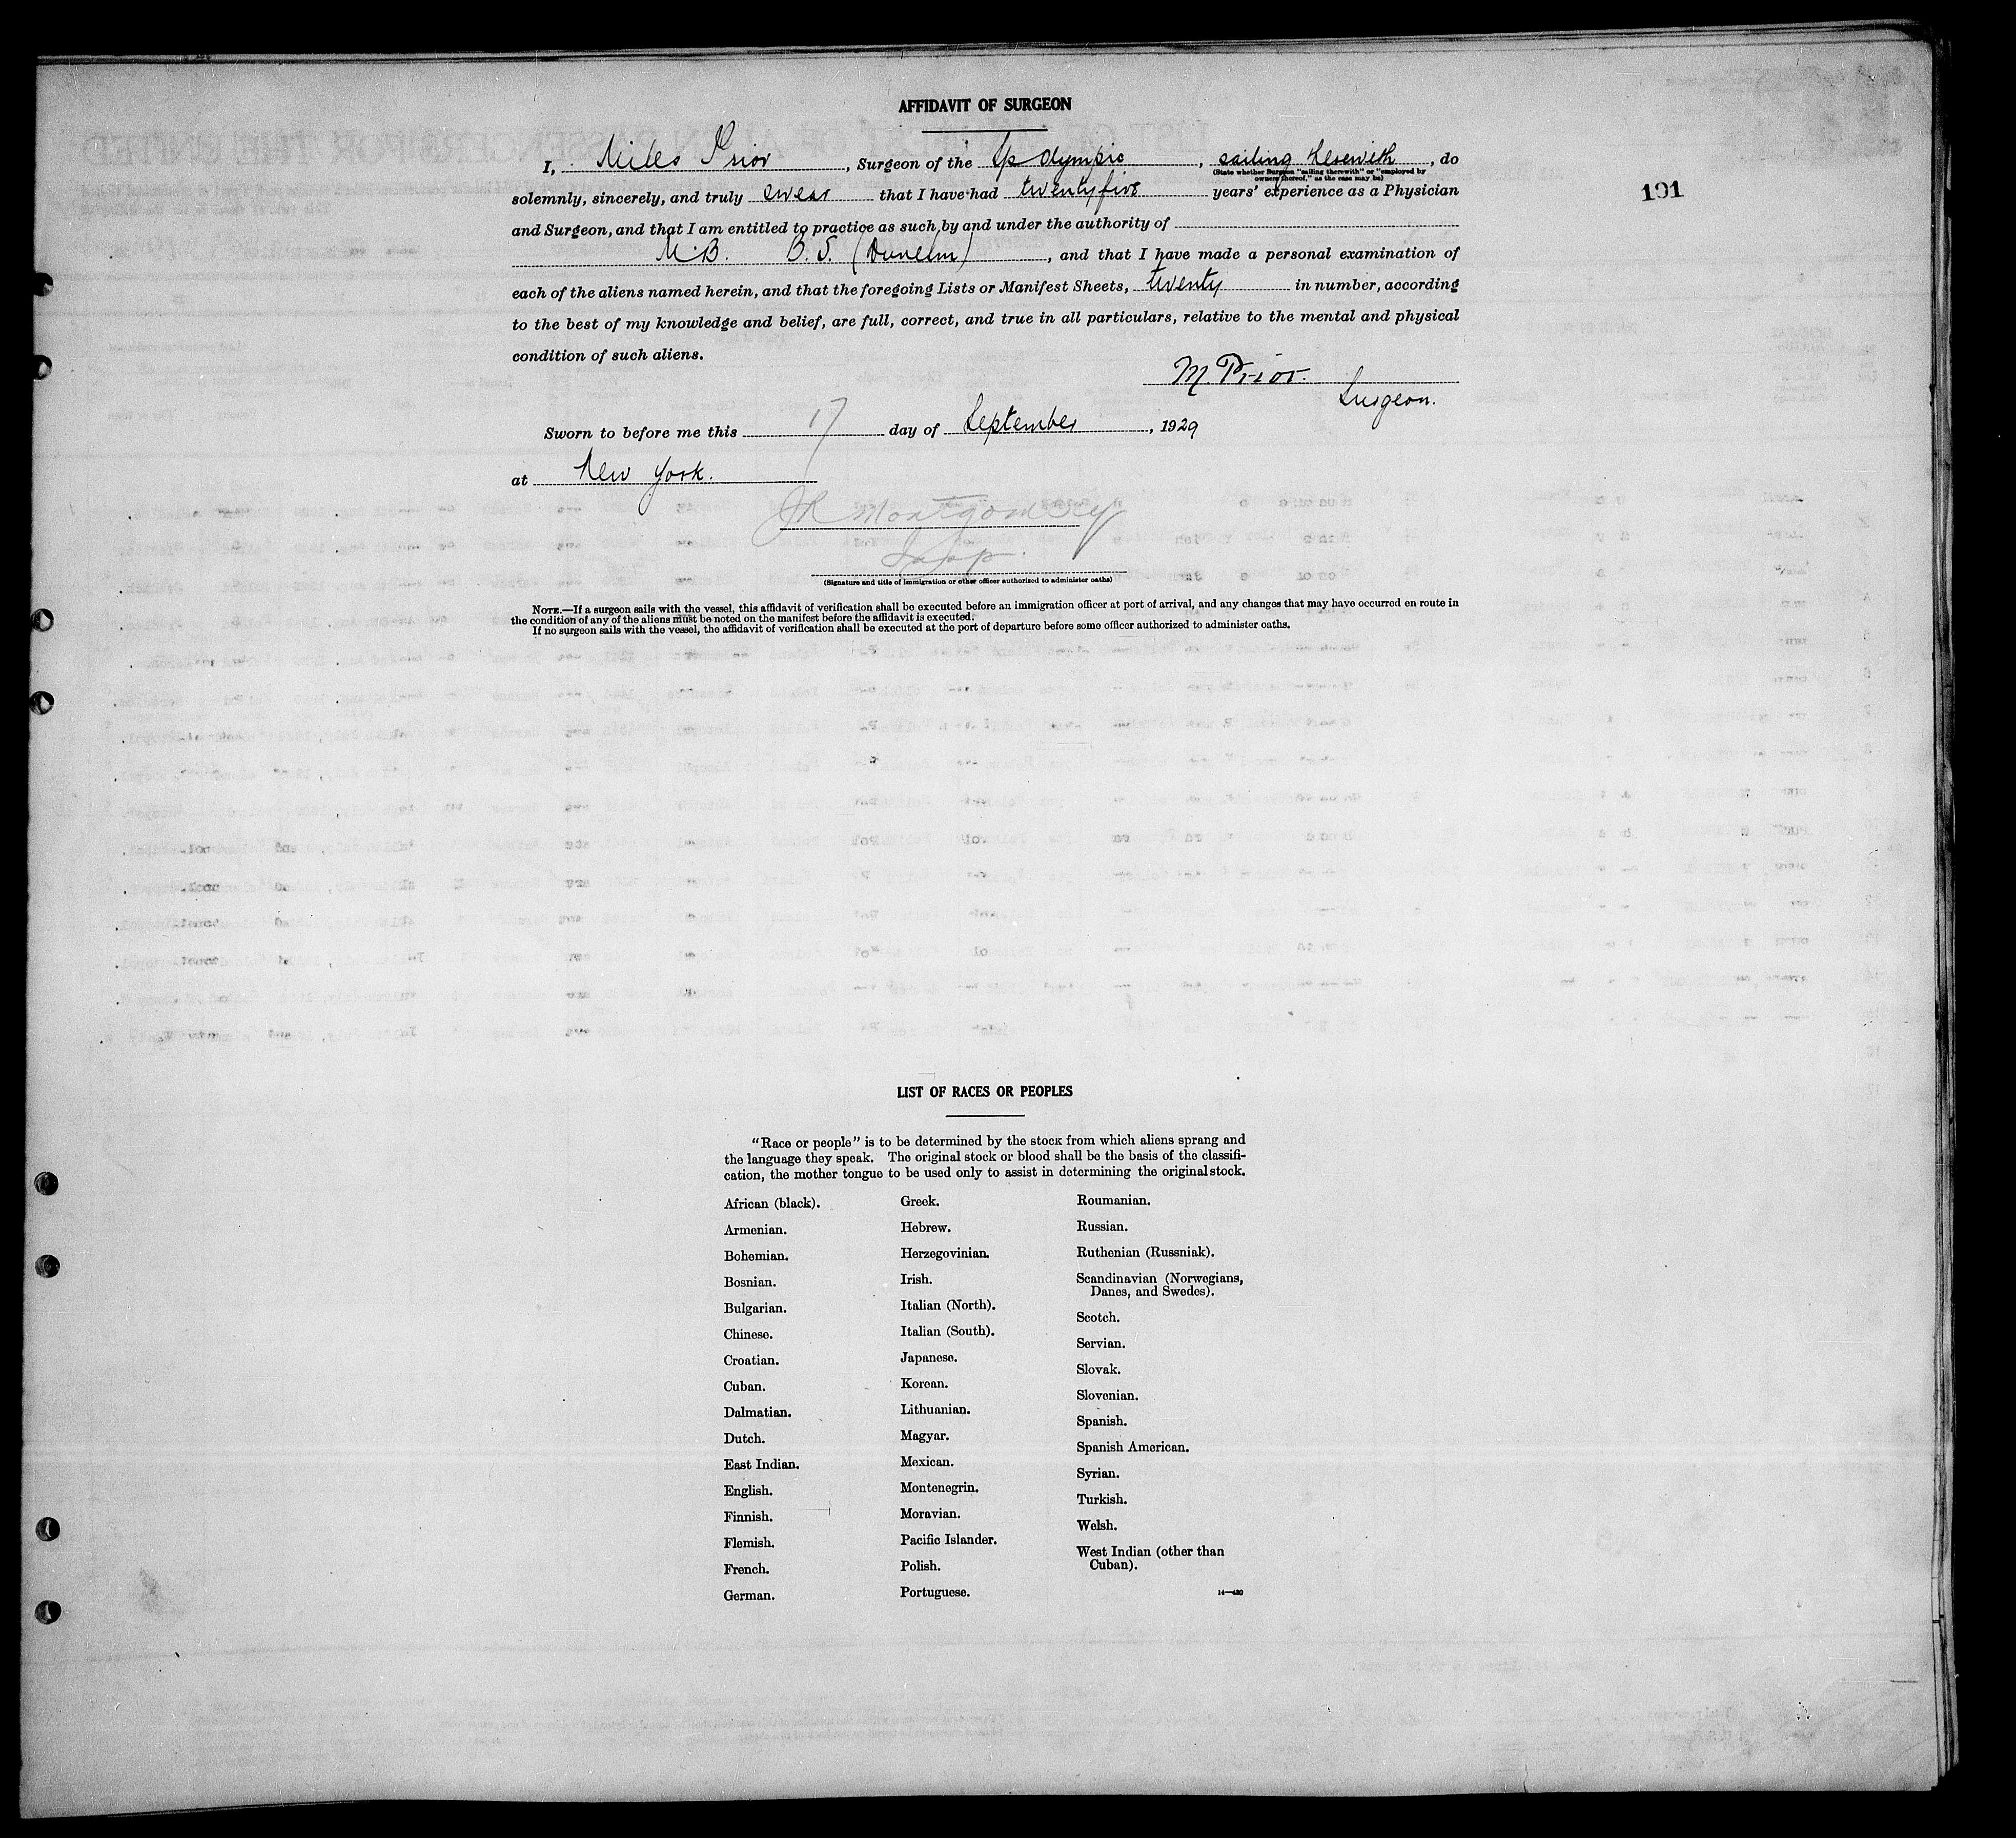 AFFIDAVIT OF SURGEON
I, Miles Prior, Surgeon of the Olympic, sailing therewith, do
(State whether Surgeon "sailing therewith" or "employed by
owners thereof," as the case may be)
191
solemnly, sincerely, and truly swear that I have had twentyfive years' experience as a Physician
and Surgeon, and that I am entitled to practice as such by and under the authority of
M.B. B.S. (Dunelm), and that I have made a personal examination of
each of the aliens named herein, and that the foregoing Lists or Manifest Sheets, twenty in number, according
to the best of my knowledge and belief, are full, correct, and true in all particulars, relative to the mental and physical
condition of such aliens.
M. Prior.
Surgeon.
Sworn to before me this 17 day of September, 1929
at New York.
JR Montgomery
(Signature and title of immigration or other officer authorized to administer oaths)
NOTE.—If a surgeon sails with the vessel, this affidavit of verification shall be executed before an immigration officer at port of arrival, and any changes that may have occurred en route in
the condition of any of the aliens must be noted on the manifest before the affidavit is executed.
If no surgeon sails with the vessel, the affidavit of verification shall be executed at the port of departure before some officer authorized to administer oaths.
LIST OF RACES OR PEOPLES
"Race or people" is to be determined by the stock from which aliens sprang and
the language they speak. The original stock or blood shall be the basis of the classifi-
cation, the mother tongue to be used only to assist in determining the original stock.
African (black).
Armenian.
Bohemian.
Bosnian.
Bulgarian.
Chinese.
Croatian.
Cuban.
Dalmatian.
Dutch.
East Indian.
English.
Finnish.
Flemish.
French.
German.
Greek.
Hebrew.
Herzegovinian.
Irish.
Italian (North).
Italian (South).
Japanese.
Korean.
Lithuanian.
Magyar.
Mexican.
Montenegrin.
Moravian.
Pacific Islander.
Polish.
Portuguese.
Roumanian.
Russian.
Ruthenian (Russniak).
Scandinavian (Norwegians,
Danes, and Swedes).
Scotch.
Servian.
Slovak.
Slovenian.
Spanish.
Spanish American.
Syrian.
Turkish.
Welsh.
West Indian (other than
Cuban).
14—430